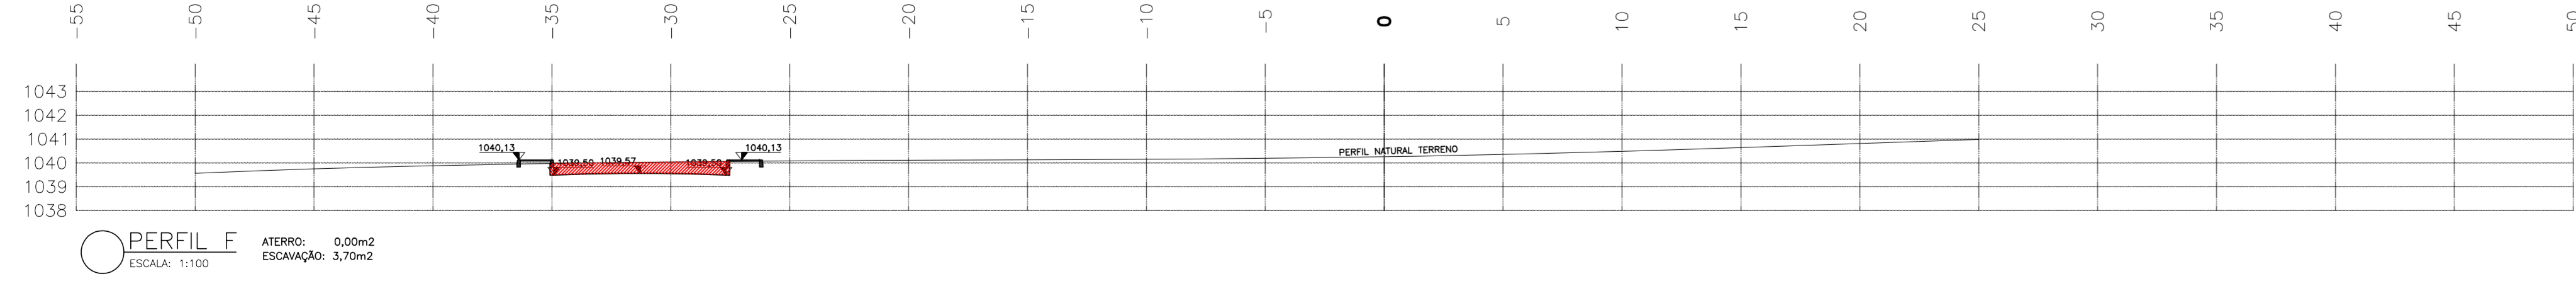 -55 -50 -45 -40 -35 -30 -25 -20 -15 -10 -5 0 5 10 15 20 25 30 35 40 45 50
1043
1042
1041
1040,13 1040,13
1040
1039,50 1039,57 1039,50
PERFIL NATURAL TERRENO
1039
1038
PERFIL F
ESCALA: 1:100
ATERRO: 0,00m2
ESCAVAÇÃO: 3,70m2